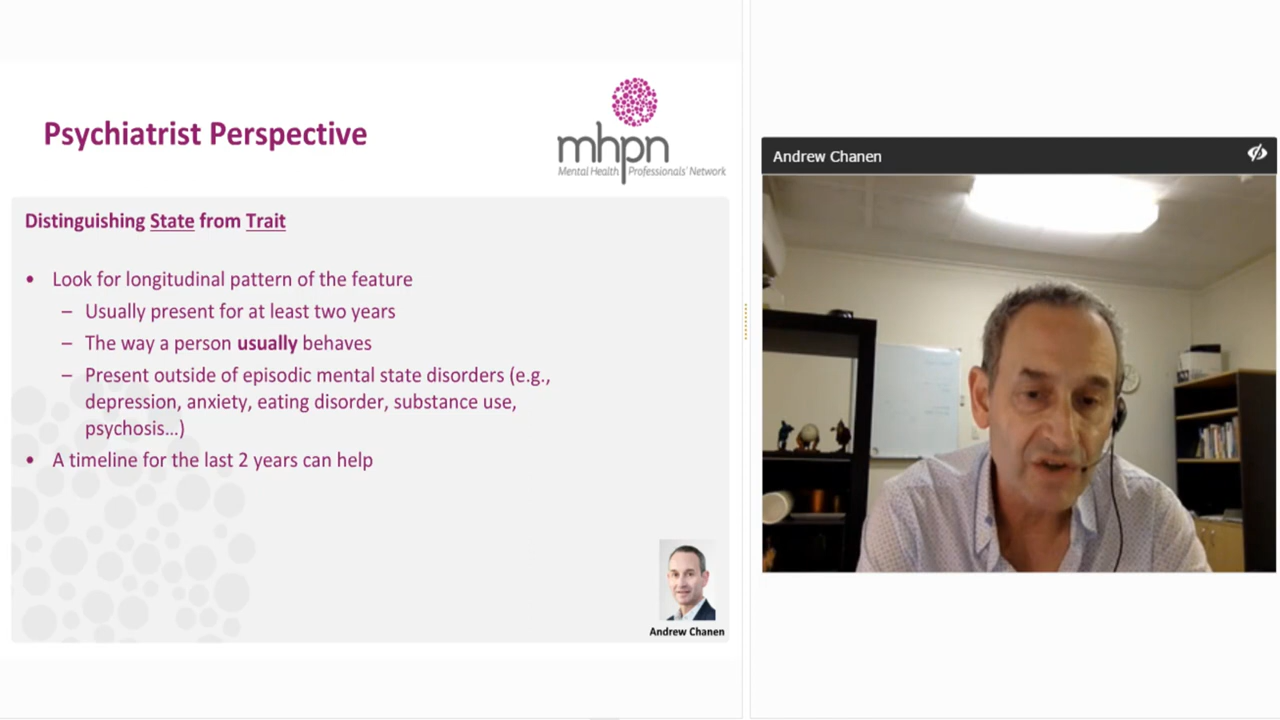 Psychiatrist Perspective
mhpn
Mental Health Professionals' Network
Distinguishing State from Trait
• Look for longitudinal pattern of the feature
– Usually present for at least two years
– The way a person usually behaves
– Present outside of episodic mental state disorders (e.g.,
depression, anxiety, eating disorder, substance use,
psychosis...)
• A timeline for the last 2 years can help
Andrew Chanen
Andrew Chanen